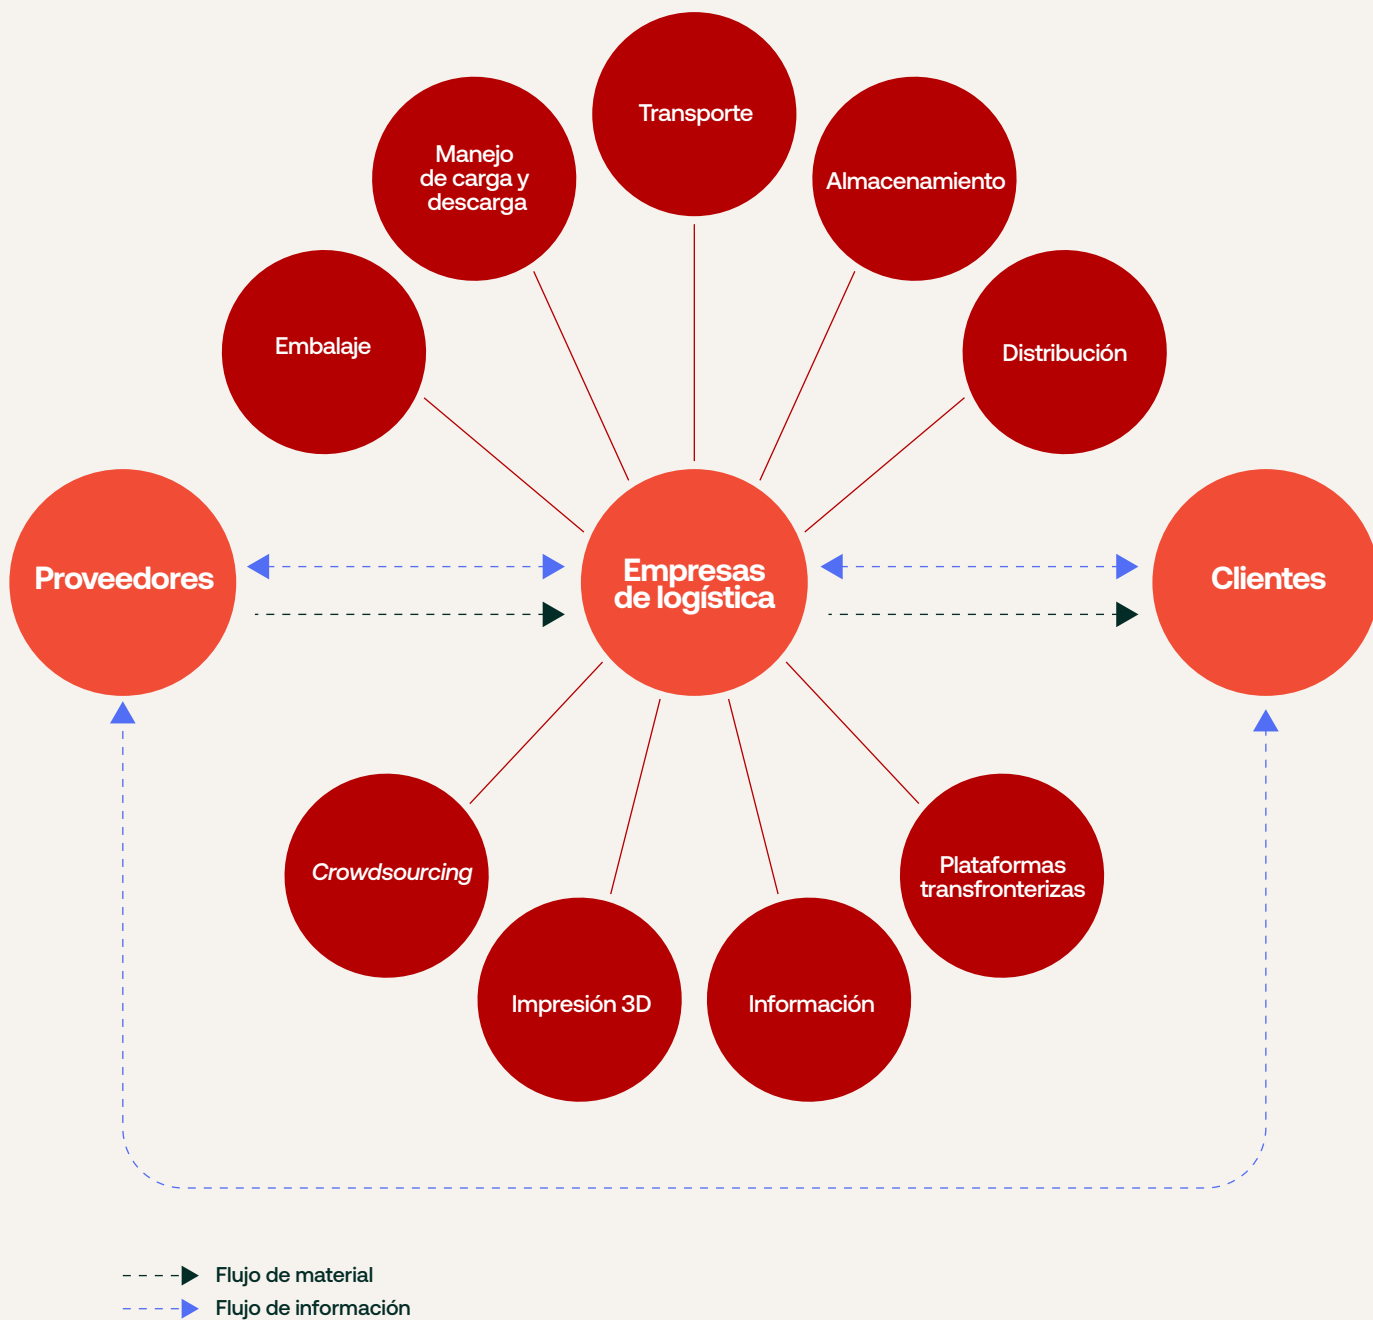 Transporte
Manejo
de carga y
descarga
Almacenamiento
Embalaje
Distribución
Proveedores
Empresas
de logística
Clientes
Crowdsourcing
Plataformas
transfronterizas
Impresión 3D
Información
Flujo de material
Flujo de información